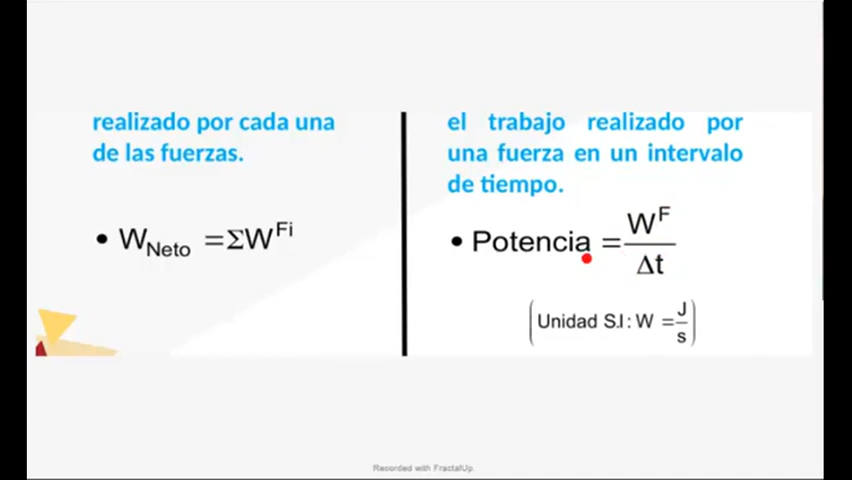 realizado por cada una
de las fuerzas.
• W_Neto = ΣW^Fi
el trabajo realizado por
una fuerza en un intervalo
de tiempo.
• Potencia = W^F / Δt
(Unidad S.I : W = J / s)
Recorded with FractalUp.